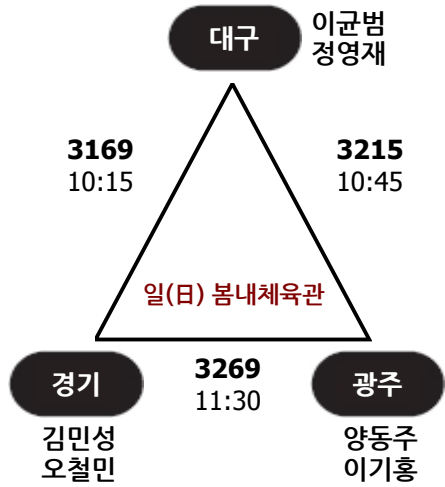 대구
이균범
정영재
3169
10:15
3215
10:45
일(日) 봄내체육관
경기
3269
11:30
광주
김민성
오철민
양동주
이기홍